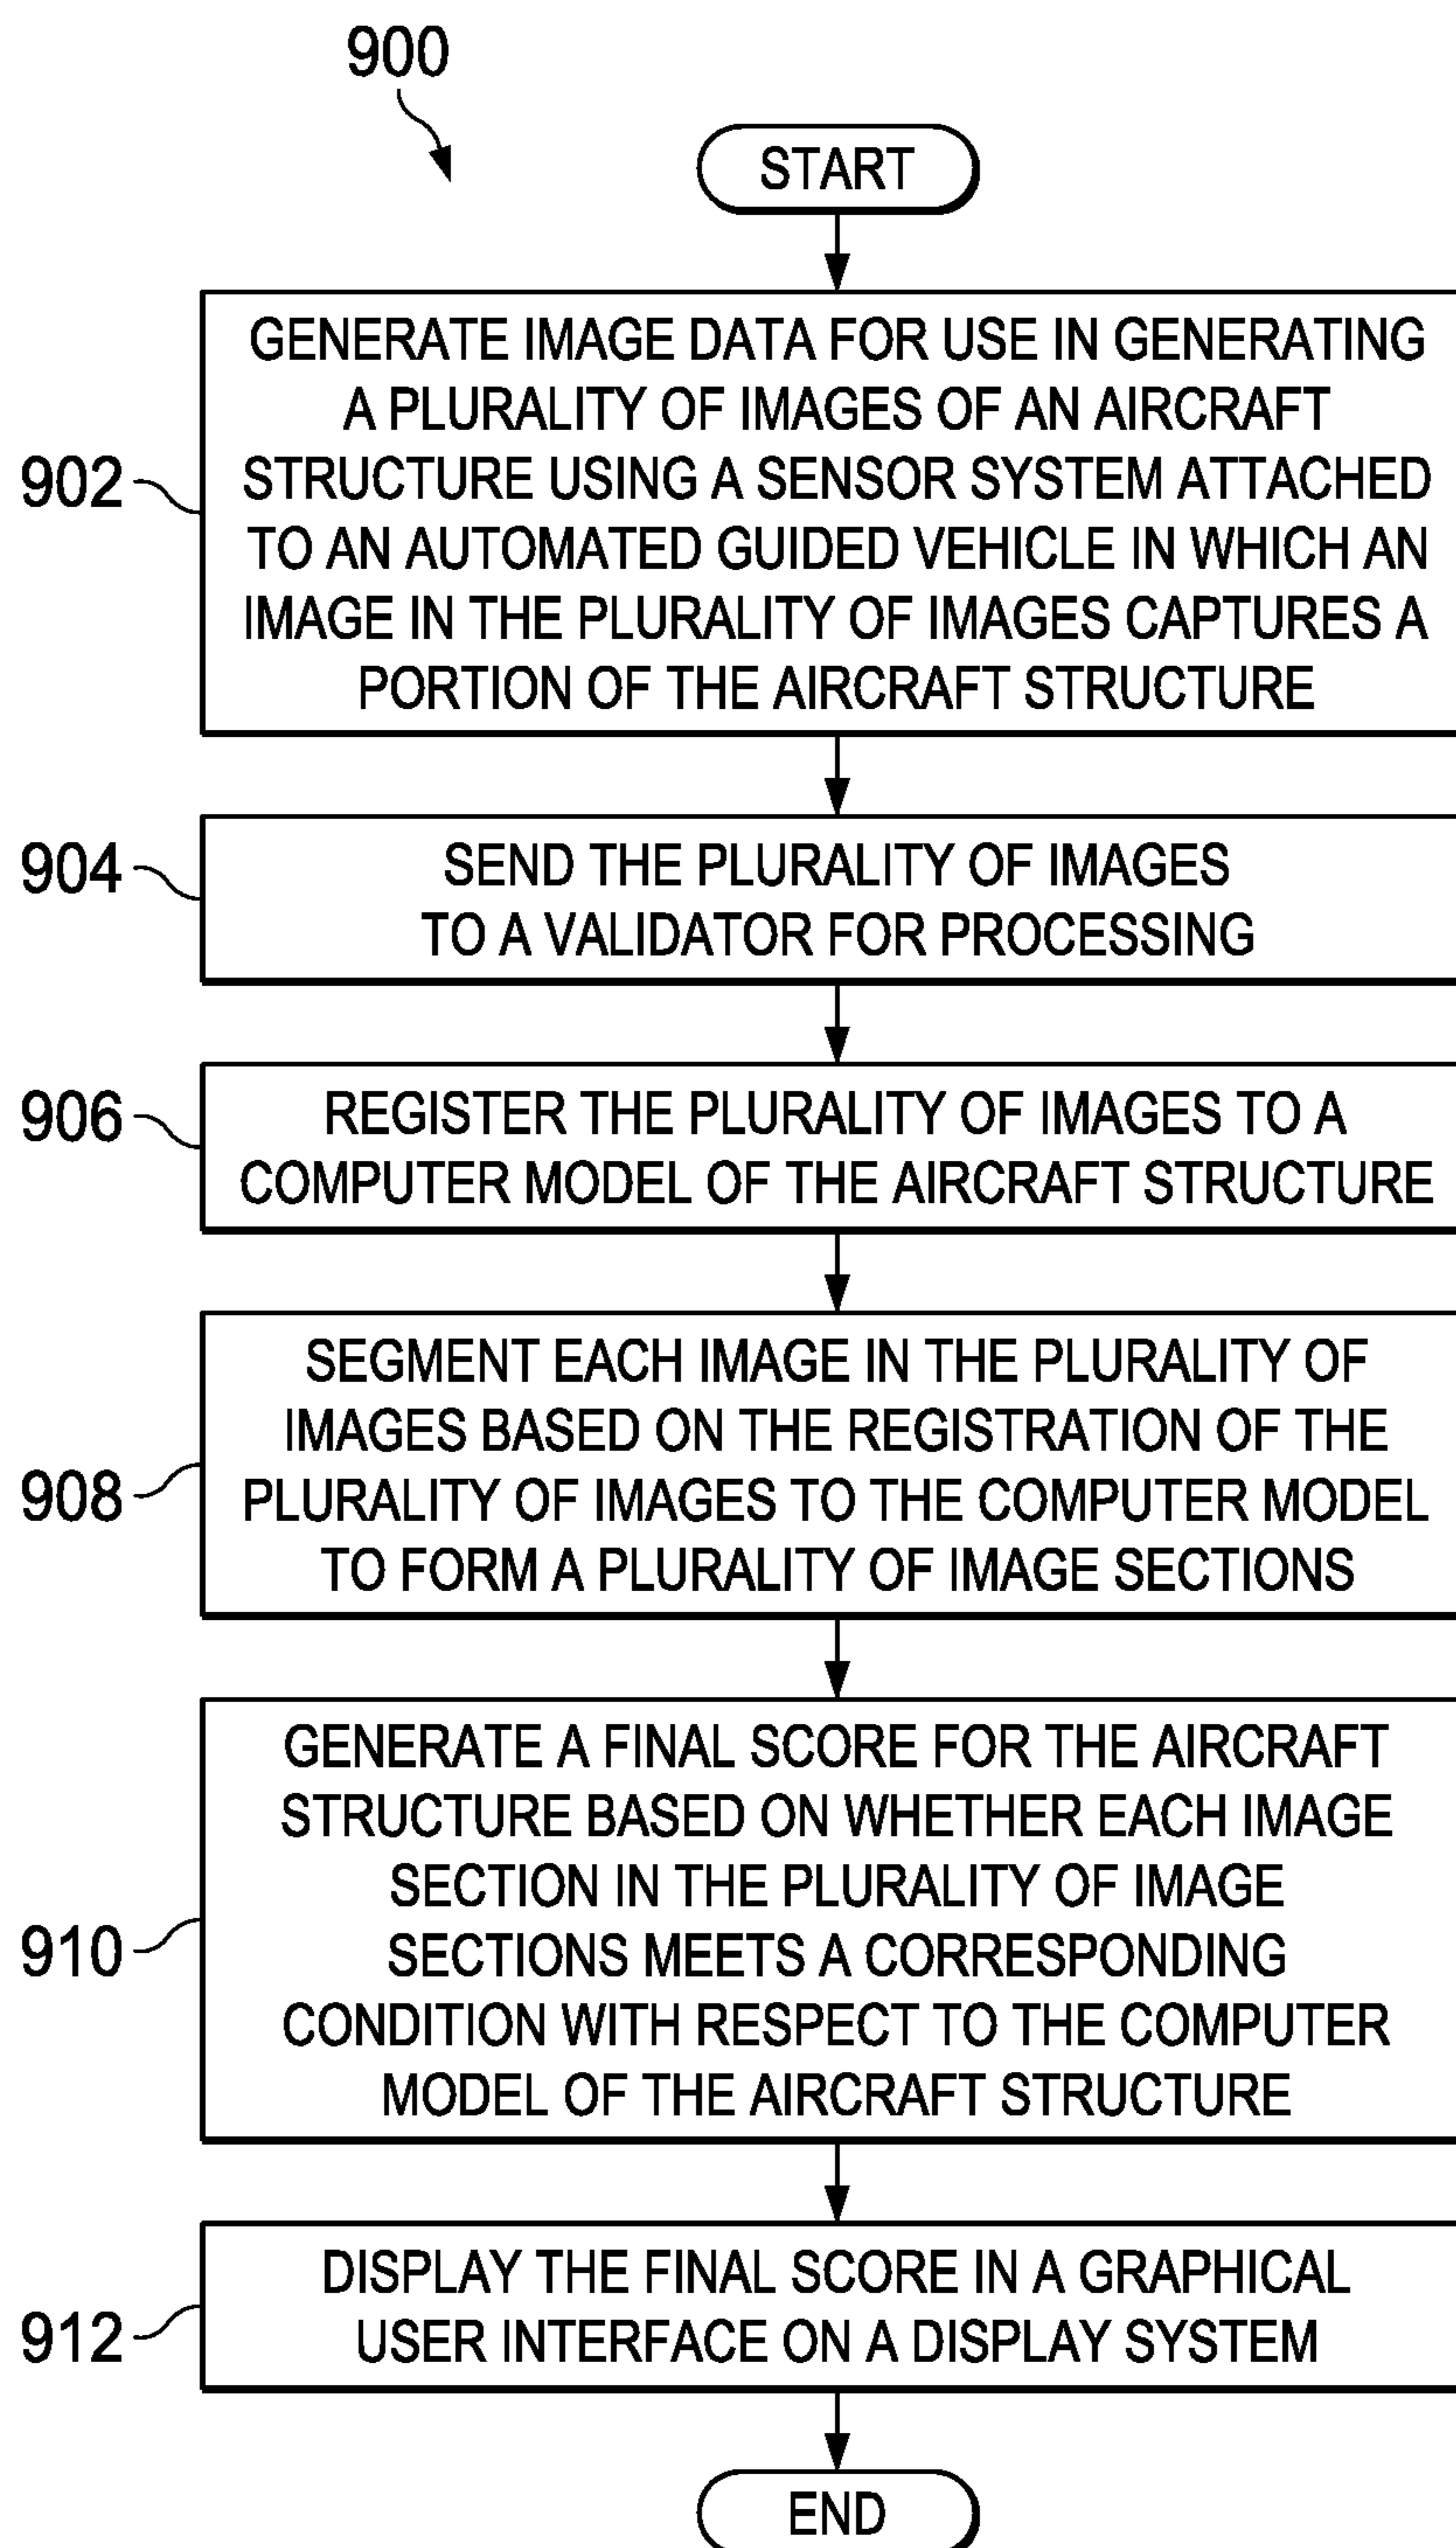 900
START
902
GENERATE IMAGE DATA FOR USE IN GENERATING
A PLURALITY OF IMAGES OF AN AIRCRAFT
STRUCTURE USING A SENSOR SYSTEM ATTACHED
TO AN AUTOMATED GUIDED VEHICLE IN WHICH AN
IMAGE IN THE PLURALITY OF IMAGES CAPTURES A
PORTION OF THE AIRCRAFT STRUCTURE
904
SEND THE PLURALITY OF IMAGES
TO A VALIDATOR FOR PROCESSING
906
REGISTER THE PLURALITY OF IMAGES TO A
COMPUTER MODEL OF THE AIRCRAFT STRUCTURE
908
SEGMENT EACH IMAGE IN THE PLURALITY OF
IMAGES BASED ON THE REGISTRATION OF THE
PLURALITY OF IMAGES TO THE COMPUTER MODEL
TO FORM A PLURALITY OF IMAGE SECTIONS
910
GENERATE A FINAL SCORE FOR THE AIRCRAFT
STRUCTURE BASED ON WHETHER EACH IMAGE
SECTION IN THE PLURALITY OF IMAGE
SECTIONS MEETS A CORRESPONDING
CONDITION WITH RESPECT TO THE COMPUTER
MODEL OF THE AIRCRAFT STRUCTURE
912
DISPLAY THE FINAL SCORE IN A GRAPHICAL
USER INTERFACE ON A DISPLAY SYSTEM
END